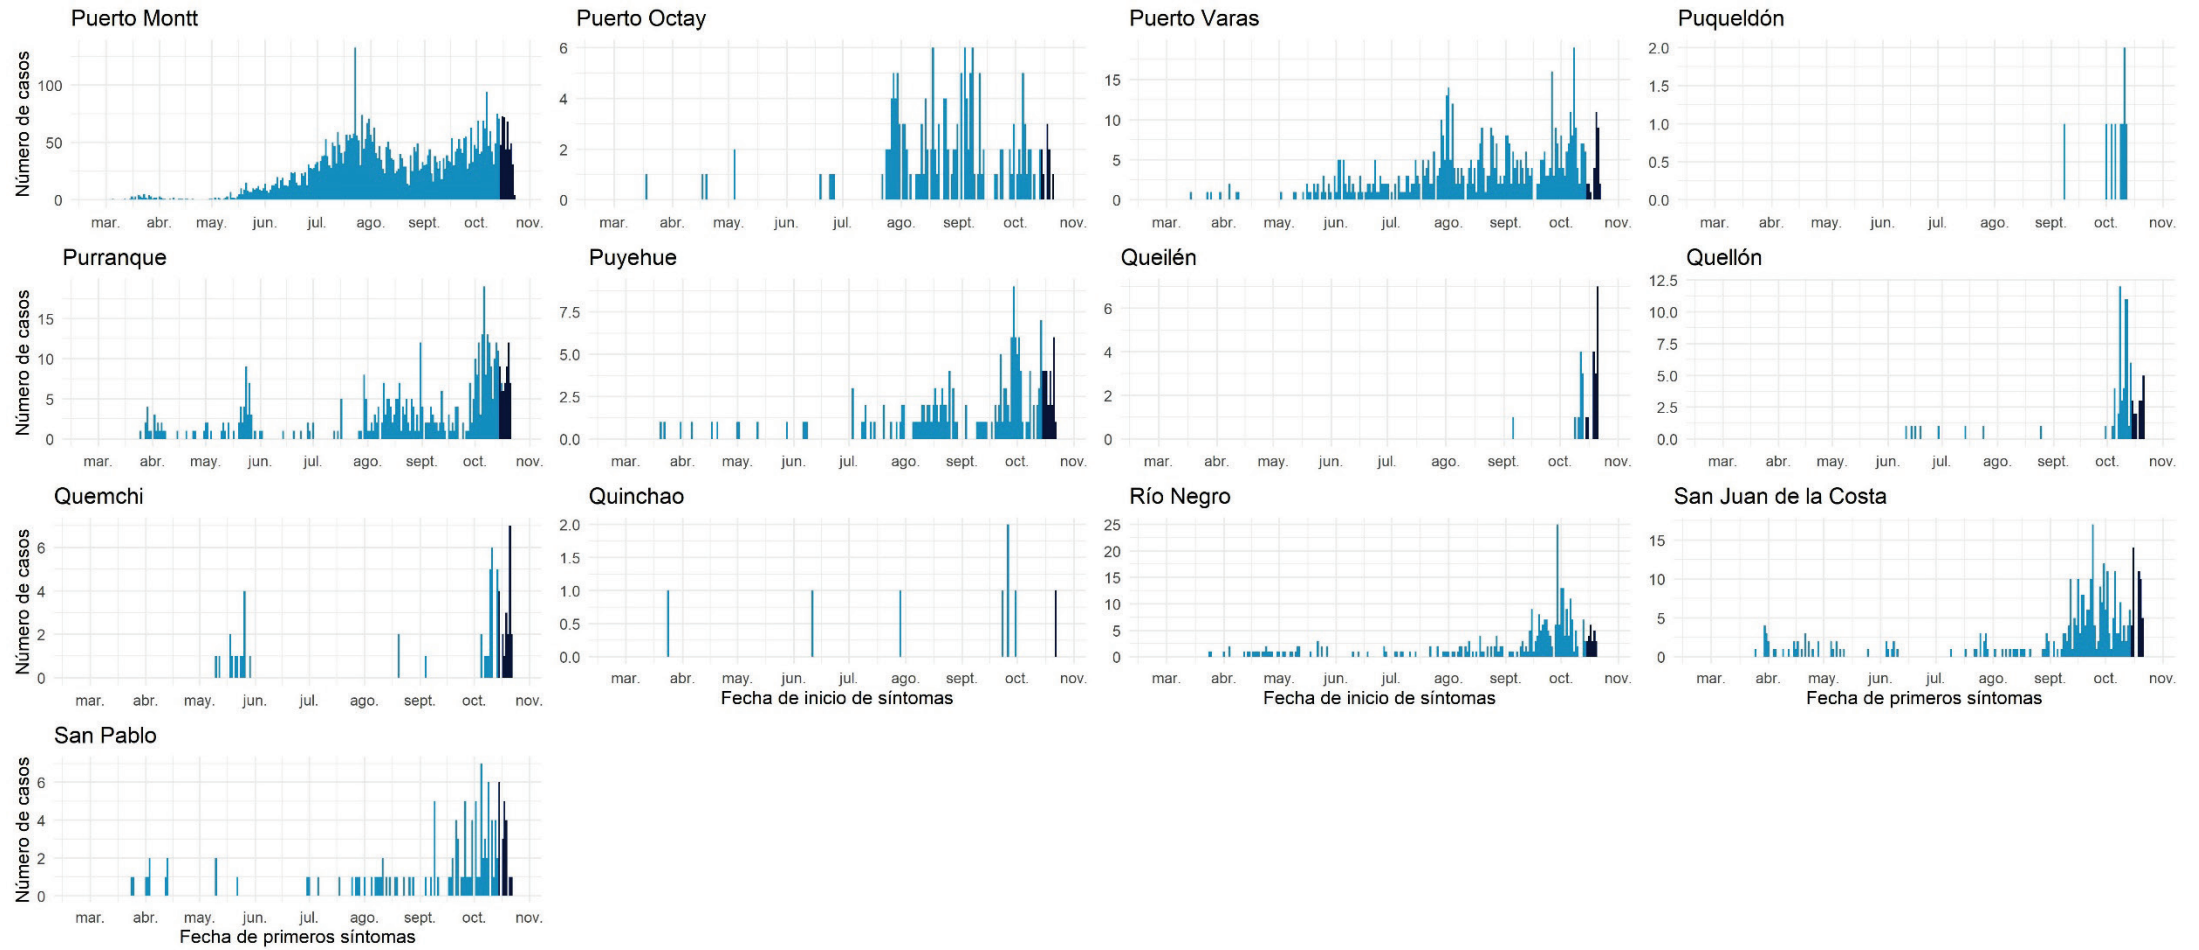 Puerto Montt
Número de casos
100
50
0
mar. abr. may. jun. jul. ago. sept. oct. nov.
Puerto Octay
6
4
2
0
mar. abr. may. jun. jul. ago. sept. oct. nov.
Puerto Varas
15
10
5
0
mar. abr. may. jun. jul. ago. sept. oct. nov.
Puqueldón
2.0
1.5
1.0
0.5
0.0
mar. abr. may. jun. jul. ago. sept. oct. nov.
Purranque
Número de casos
15
10
5
0
mar. abr. may. jun. jul. ago. sept. oct. nov.
Puyehue
7.5
5.0
2.5
0.0
mar. abr. may. jun. jul. ago. sept. oct. nov.
Queilén
6
4
2
0
mar. abr. may. jun. jul. ago. sept. oct. nov.
Quellón
12.5
10.0
7.5
5.0
2.5
0.0
mar. abr. may. jun. jul. ago. sept. oct. nov.
Quemchi
Número de casos
6
4
2
0
mar. abr. may. jun. jul. ago. sept. oct. nov.
Quinchao
2.0
1.5
1.0
0.5
0.0
mar. abr. may. jun. jul. ago. sept. oct. nov.
Fecha de inicio de síntomas
Río Negro
25
20
15
10
5
0
mar. abr. may. jun. jul. ago. sept. oct. nov.
Fecha de inicio de síntomas
San Juan de la Costa
15
10
5
0
mar. abr. may. jun. jul. ago. sept. oct. nov.
Fecha de primeros síntomas
San Pablo
Número de casos
6
4
2
0
mar. abr. may. jun. jul. ago. sept. oct. nov.
Fecha de primeros síntomas